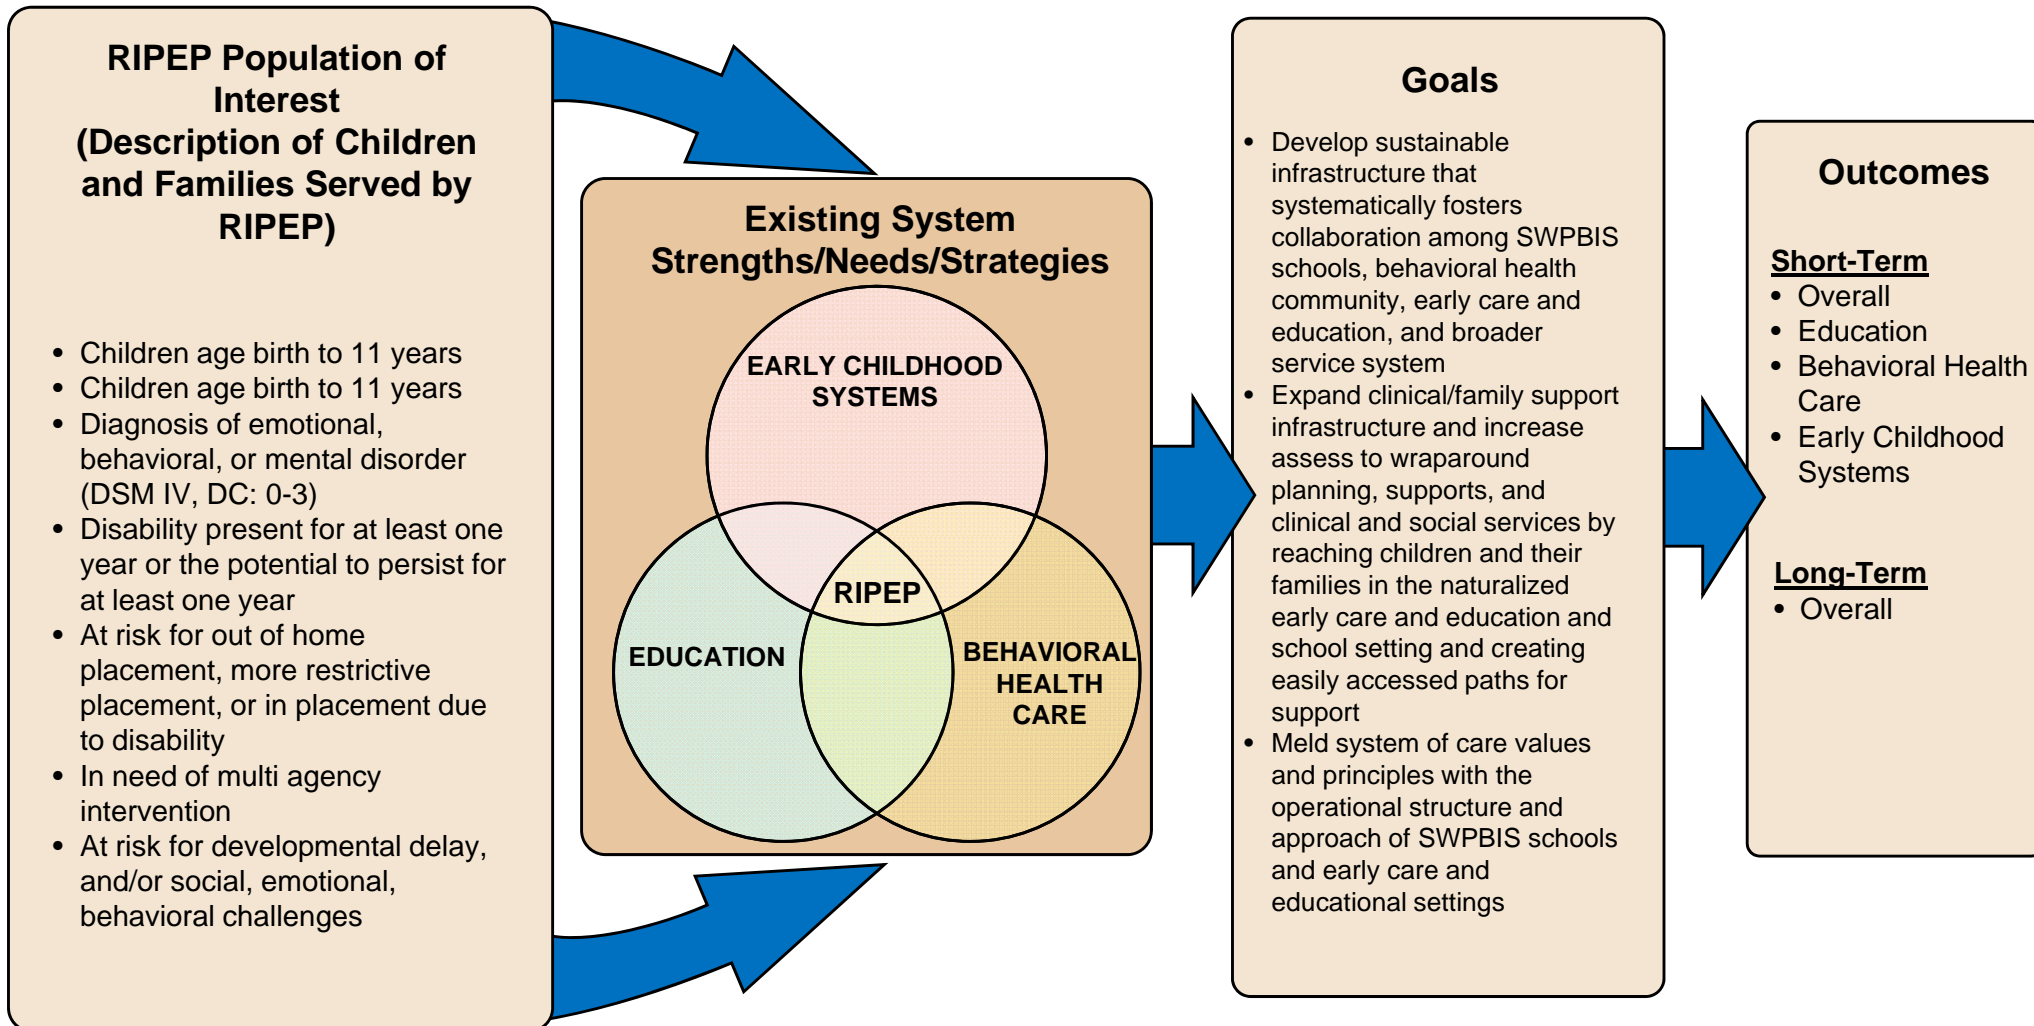 RIPEP Population of
Interest
(Description of Children
and Families Served by
RIPEP)
• Children age birth to 11 years
• Children age birth to 11 years
• Diagnosis of emotional,
behavioral, or mental disorder
(DSM IV, DC: 0-3)
• Disability present for at least one
year or the potential to persist for
at least one year
• At risk for out of home
placement, more restrictive
placement, or in placement due
to disability
• In need of multi agency
intervention
• At risk for developmental delay,
and/or social, emotional,
behavioral challenges
Existing System
Strengths/Needs/Strategies
EARLY CHILDHOOD
SYSTEMS
RIPEP
EDUCATION
BEHAVIORAL
HEALTH
CARE
Goals
• Develop sustainable
infrastructure that
systematically fosters
collaboration among SWPBIS
schools, behavioral health
community, early care and
education, and broader
service system
• Expand clinical/family support
infrastructure and increase
assess to wraparound
planning, supports, and
clinical and social services by
reaching children and their
families in the naturalized
early care and education and
school setting and creating
easily accessed paths for
support
• Meld system of care values
and principles with the
operational structure and
approach of SWPBIS schools
and early care and
educational settings
Outcomes
Short-Term
• Overall
• Education
• Behavioral Health
Care
• Early Childhood
Systems
Long-Term
• Overall